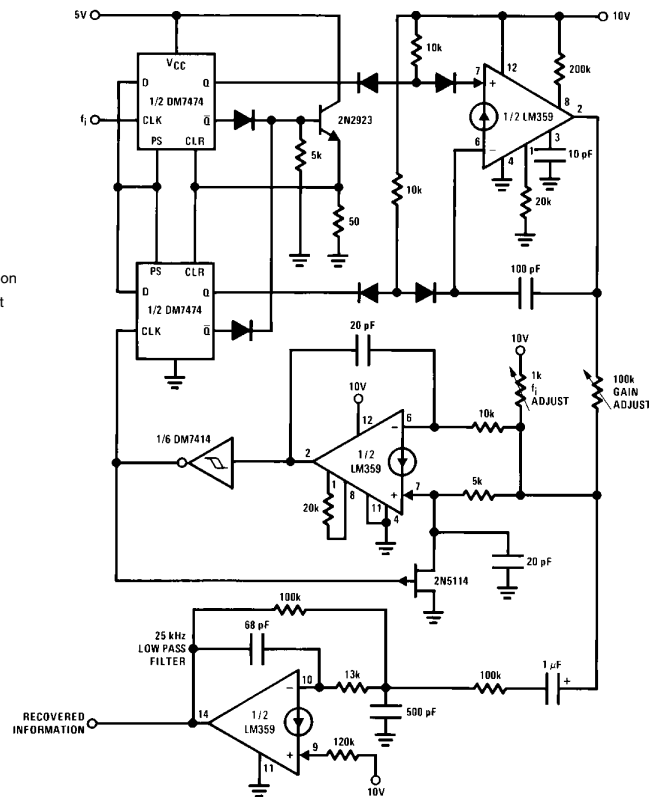 5V
10V
VCC
D
Q
1/2 DM7474
fi
CLK
Q̅
PS
CLR
2N2923
5k
50
10k
10k
7
+
12
200k
8
2
1/2 LM359
6
−
4
1
3
10 pF
20k
on
t
PS
CLR
D
Q
1/2 DM7474
CLK
Q̅
100 pF
20 pF
10V
12
−
6
10k
10V
1k
fi
ADJUST
100k
GAIN
ADJUST
1/6 DM7414
2
1/2
LM359
+
7
5k
20k
1
8
11
4
20 pF
2N5114
100k
25 kHz
LOW PASS
FILTER
68 pF
10
−
13k
100k
1 μF
+
500 pF
RECOVERED
INFORMATION
14
1/2
LM359
+
9
120k
11
10V